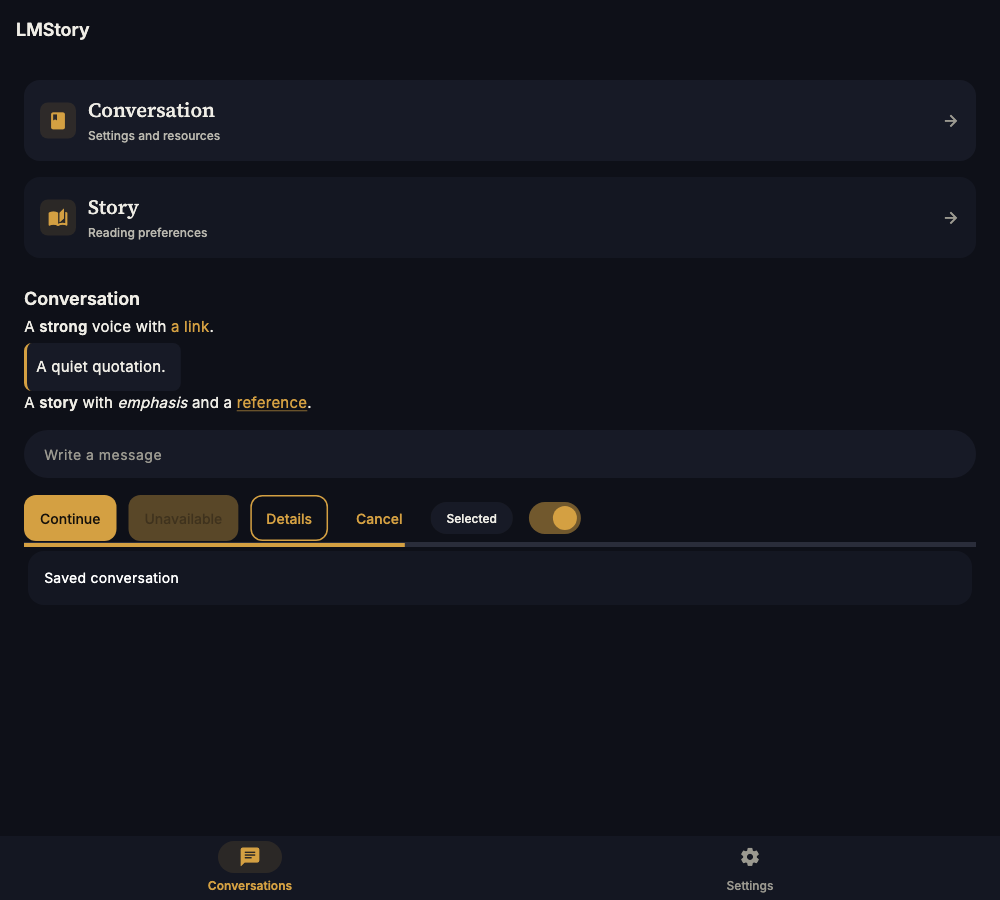 LMStory
Conversation
Settings and resources
Story
Reading preferences
Conversation
A strong voice with a link.
A quiet quotation.
A story with emphasis and a reference.
Write a message
Continue Unavailable Details Cancel Selected
Saved conversation
Conversations Settings